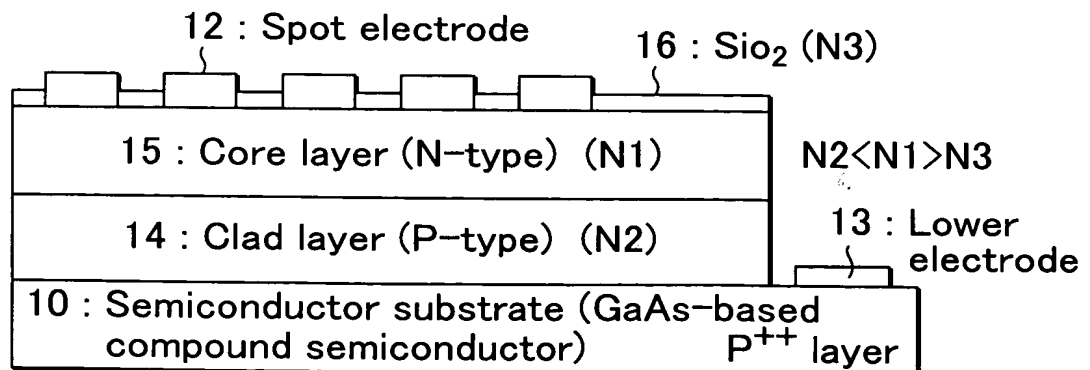 12 : Spot electrode
16 : Sio₂ (N3)
15 : Core layer (N-type) (N1)
N2<N1>N3
14 : Clad layer (P-type) (N2)
13 : Lower
electrode
10 : Semiconductor substrate (GaAs-based
compound semiconductor) P⁺⁺ layer